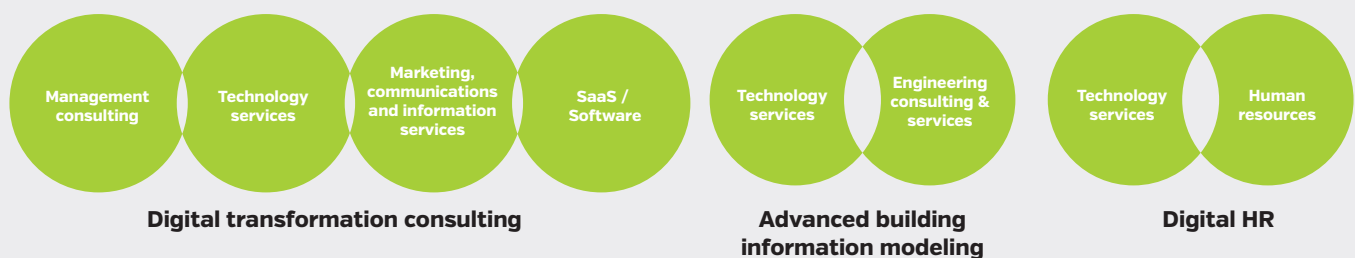 Management
consulting
Technology
services
Marketing,
communications
and information
services
SaaS /
Software
Digital transformation consulting
Technology
services
Engineering
consulting &
services
Advanced building
information modeling
Technology
services
Human
resources
Digital HR